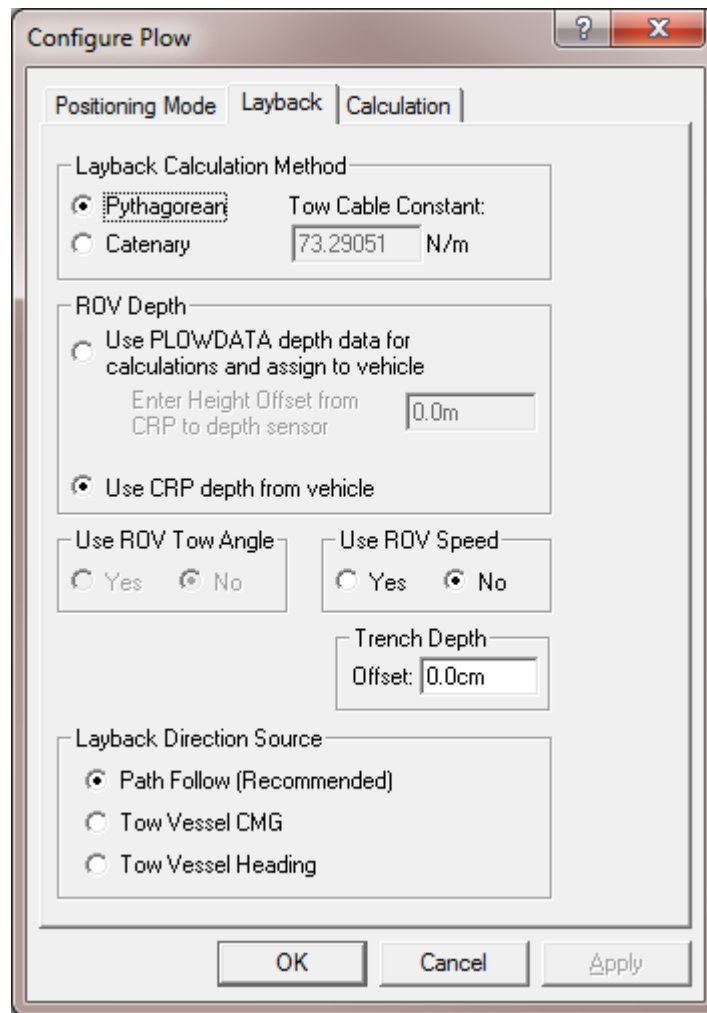 Configure Plow
?
Positioning Mode Layback Calculation
Layback Calculation Method
Pythagorean Tow Cable Constant:
Catenary 73.29051 N/m
ROV Depth
Use PLOWDATA depth data for
calculations and assign to vehicle
Enter Height Offset from
CRP to depth sensor
0.0m
Use CRP depth from vehicle
Use ROV Tow Angle Use ROV Speed
Yes No Yes No
Trench Depth
Offset: 0.0cm
Layback Direction Source
Path Follow (Recommended)
Tow Vessel CMG
Tow Vessel Heading
OK Cancel Apply